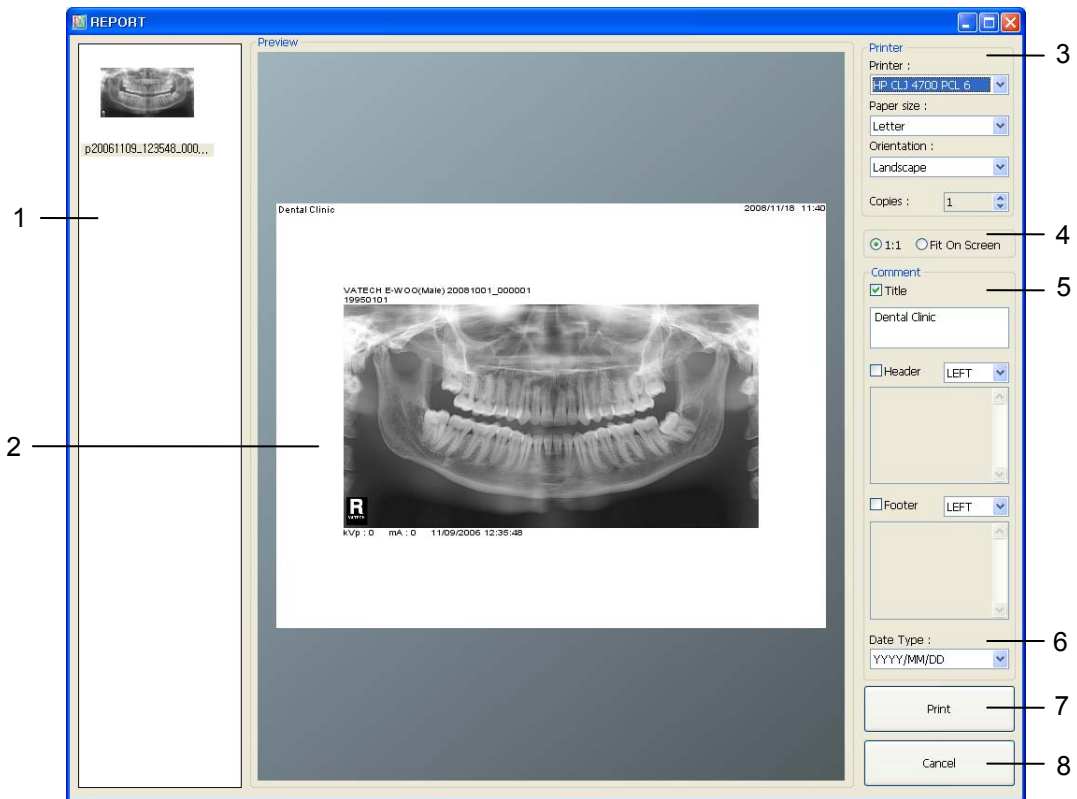 REPORT
p20061109_123548_000...
1
Preview
Dental Clinic
2008/11/18 11:40
VATECH E-WOO(Male) 20081001_000001
19950101
R
VATECH
kVp : 0 mA : 0 11/09/2006 12:35:48
2
Printer
3
Printer :
HP CLJ 4700 PCL 6
Paper size :
Letter
Orientation :
Landscape
Copies : 1
1:1 Fit On Screen
4
Comment
Title
5
Dental Clinic
Header LEFT
Footer LEFT
Date Type :
6
YYYY/MM/DD
Print
7
Cancel
8